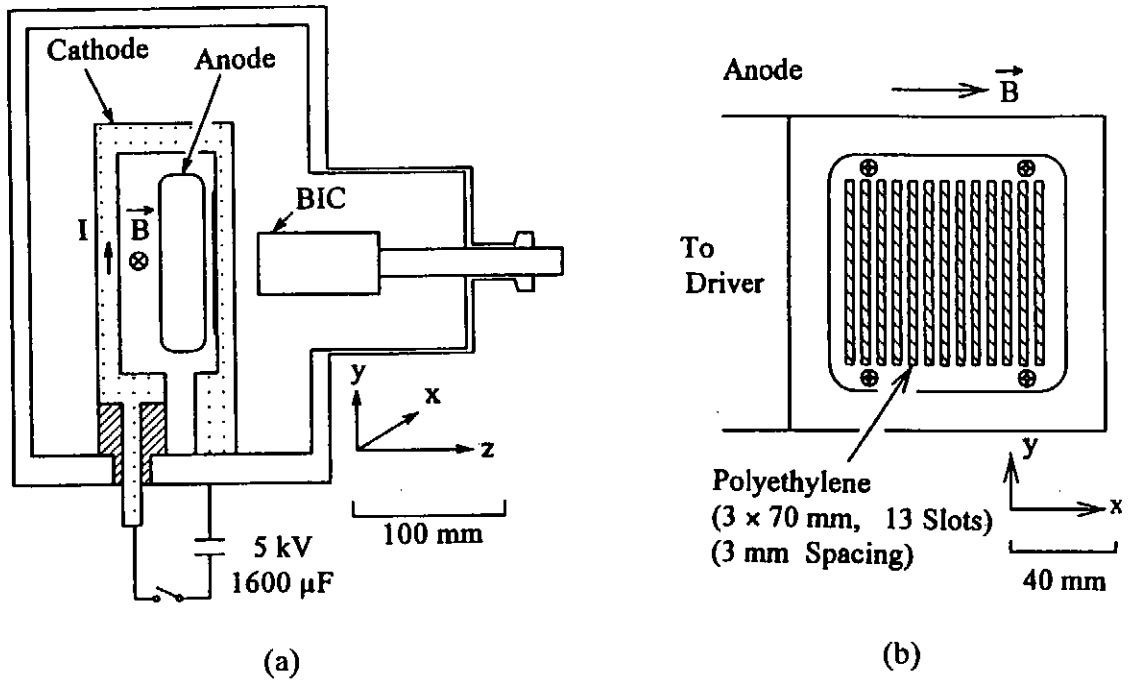 Cathode
Anode
BIC
I
B
y
x
z
100 mm
5 kV
1600 μF
(a)
Anode
B
To
Driver
Polyethylene
(3 × 70 mm, 13 Slots)
(3 mm Spacing)
y
x
40 mm
(b)